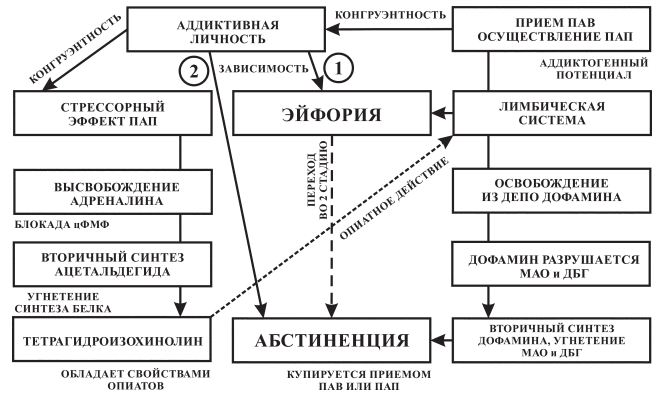 АДДИКТИВНАЯ
ЛИЧНОСТЬ
КОНГРУЭНТНОСТЬ
ПРИЕМ ПАВ
ОСУЩЕСТВЛЕНИЕ ПАП
КОНГРУЭНТНОСТЬ
2
ЗАВИСИМОСТЬ
1
АДДИКТОГЕННЫЙ
ПОТЕНЦИАЛ
СТРЕССОРНЫЙ
ЭФФЕКТ ПАП
ЭЙФОРИЯ
ЛИМБИЧЕСКАЯ
СИСТЕМА
ПЕРЕХОД
ВО 2 СТАДИЮ
ОПИАТНОЕ ДЕЙСТВИЕ
ВЫСВОБОЖДЕНИЕ
АДРЕНАЛИНА
ОСВОБОЖДЕНИЕ
ИЗ ДЕПО ДОФАМИНА
БЛОКАДА цФМФ
ВТОРИЧНЫЙ СИНТЕЗ
АЦЕТАЛЬДЕГИДА
ДОФАМИН РАЗРУШАЕТСЯ
МАО и ДБГ
УГНЕТЕНИЕ
СИНТЕЗА БЕЛКА
ТЕТРАГИДРОИЗОХИНОЛИН
АБСТИНЕНЦИЯ
ВТОРИЧНЫЙ СИНТЕЗ
ДОФАМИНА, УГНЕТЕНИЕ
МАО и ДБГ
ОБЛАДАЕТ СВОЙСТВАМИ
ОПИАТОВ
КУПИРУЕТСЯ ПРИЕМОМ
ПАВ ИЛИ ПАП